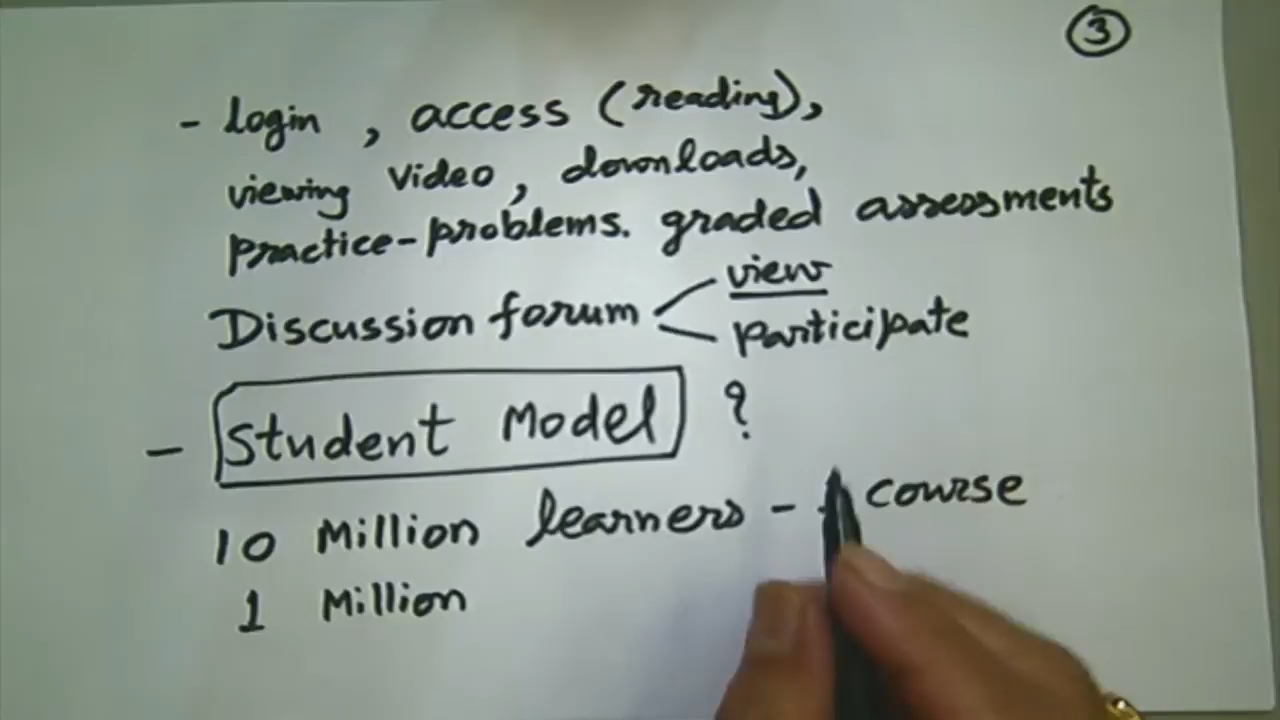 3
- login, access (reading),
viewing video, downloads,
practice-problems. graded assessments
Discussion forum view
participate
- Student Model ?
10 Million learners - course
1 Million